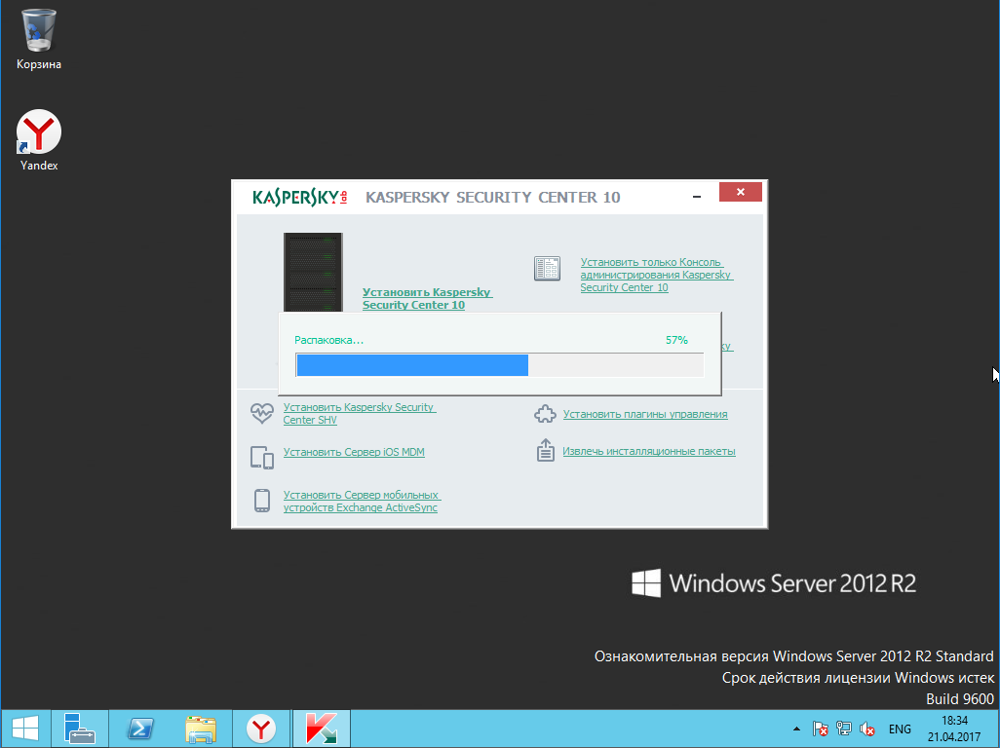 Корзина
Yandex
KASPERSKY lab
KASPERSKY SECURITY CENTER 10
Установить Kaspersky
Security Center 10
Установить только Консоль
администрирования Kaspersky
Security Center 10
Распаковка...
57%
Установить Kaspersky Security
Center SHV
Установить плагины управления
Установить Сервер iOS MDM
Извлечь инсталляционные пакеты
Установить Сервер мобильных
устройств Exchange ActiveSync
Windows Server 2012 R2
Ознакомительная версия Windows Server 2012 R2 Standard
Срок действия лицензии Windows истек
Build 9600
ENG
18:34
21.04.2017